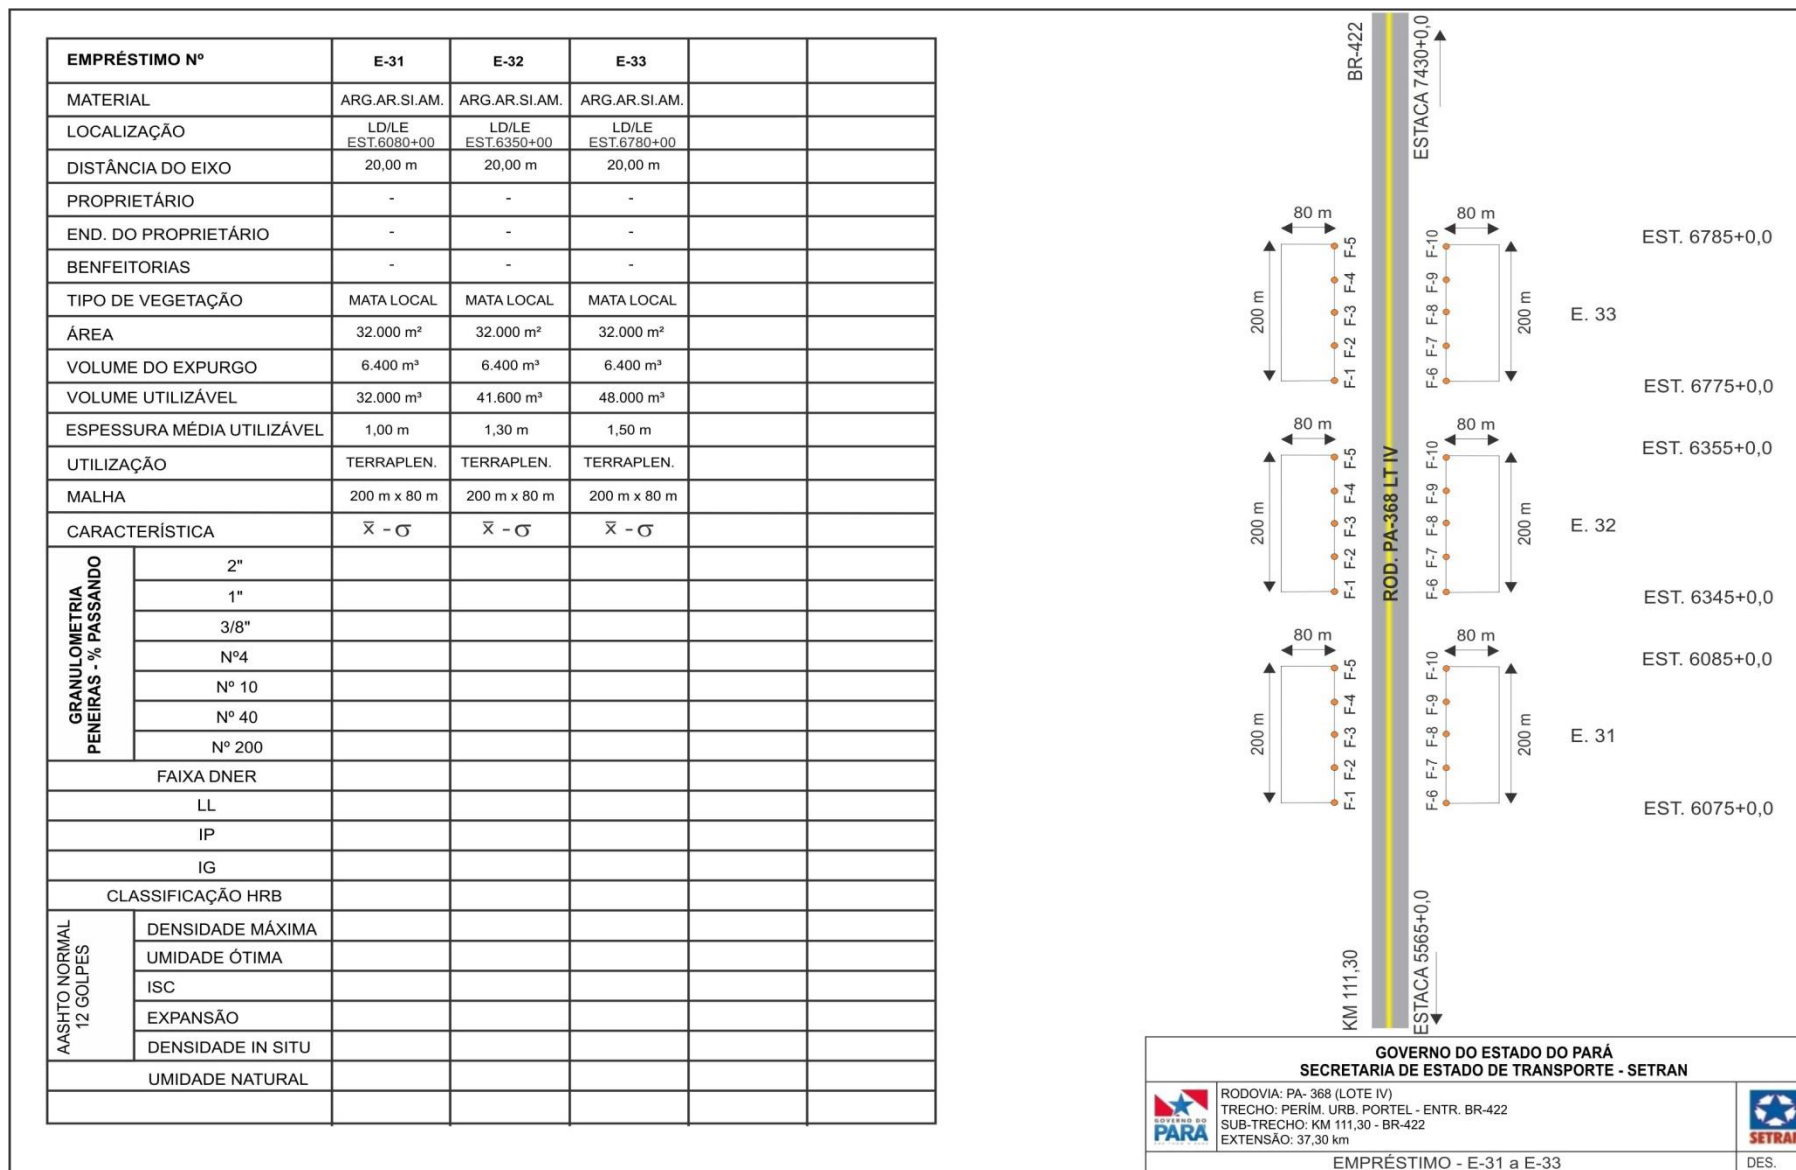 EMPRÉSTIMO Nº E-31 E-32 E-33
MATERIAL ARG.AR.SI.AM. ARG.AR.SI.AM. ARG.AR.SI.AM.
LOCALIZAÇÃO LD/LE LD/LE LD/LE
EST.6080+00 EST.6350+00 EST.6780+00
DISTÂNCIA DO EIXO 20,00 m 20,00 m 20,00 m
PROPRIETÁRIO - - -
END. DO PROPRIETÁRIO - - -
BENFEITORIAS - - -
TIPO DE VEGETAÇÃO MATA LOCAL MATA LOCAL MATA LOCAL
ÁREA 32.000 m² 32.000 m² 32.000 m²
VOLUME DO EXPURGO 6.400 m³ 6.400 m³ 6.400 m³
VOLUME UTILIZÁVEL 32.000 m³ 41.600 m³ 48.000 m³
ESPESSURA MÉDIA UTILIZÁVEL 1,00 m 1,30 m 1,50 m
UTILIZAÇÃO TERRAPLEN. TERRAPLEN. TERRAPLEN.
MALHA 200 m x 80 m 200 m x 80 m 200 m x 80 m
CARACTERÍSTICA x̄ - σ x̄ - σ x̄ - σ
GRANULOMETRIA
PENEIRAS - % PASSANDO
2"
1"
3/8"
Nº4
Nº 10
Nº 40
Nº 200
FAIXA DNER
LL
IP
IG
CLASSIFICAÇÃO HRB
AASHTO NORMAL
12 GOLPES
DENSIDADE MÁXIMA
UMIDADE ÓTIMA
ISC
EXPANSÃO
DENSIDADE IN SITU
UMIDADE NATURAL
BR-422
ESTACA 7430+0,0
80 m 80 m
EST. 6785+0,0
200 m
F-5
F-4
F-3
F-2
F-1
F-10
F-9
F-8
F-7
F-6
200 m
E. 33
EST. 6775+0,0
80 m 80 m
EST. 6355+0,0
200 m
F-5
F-4
F-3
F-2
F-1
ROD. PA-368 LT IV
F-10
F-9
F-8
F-7
F-6
200 m
E. 32
EST. 6345+0,0
80 m 80 m
EST. 6085+0,0
200 m
F-5
F-4
F-3
F-2
F-1
F-10
F-9
F-8
F-7
F-6
200 m
E. 31
EST. 6075+0,0
KM 111,30
ESTACA 5565+0,0
GOVERNO DO ESTADO DO PARÁ
SECRETARIA DE ESTADO DE TRANSPORTE - SETRAN
GOVERNO DO
PARÁ
RODOVIA: PA- 368 (LOTE IV)
TRECHO: PERÍM. URB. PORTEL - ENTR. BR-422
SUB-TRECHO: KM 111,30 - BR-422
EXTENSÃO: 37,30 km
SETRAN
EMPRÉSTIMO - E-31 a E-33
DES.